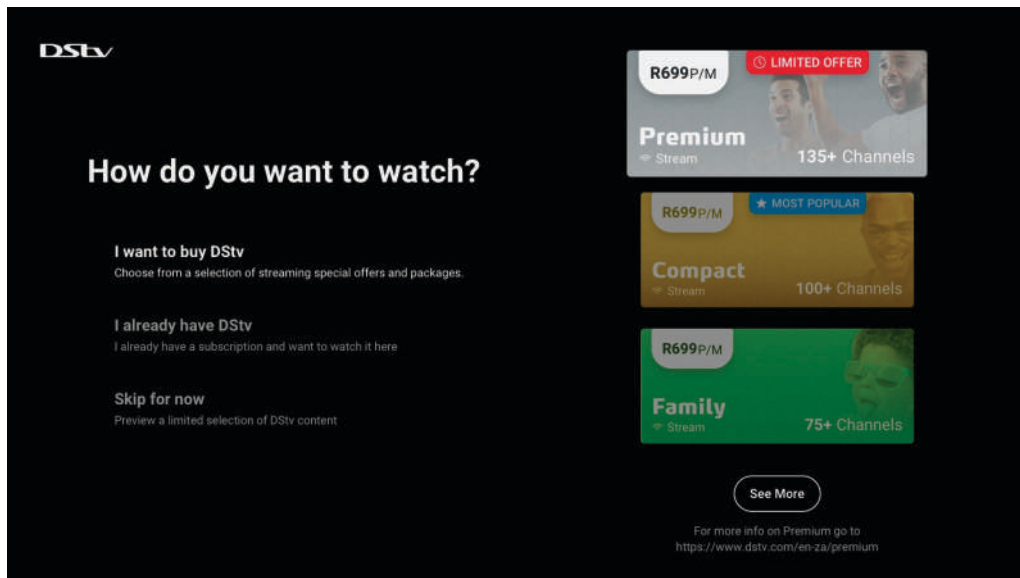 DStv
How do you want to watch?
I want to buy DStv
Choose from a selection of streaming special offers and packages.
I already have DStv
I already have a subscription and want to watch it here
Skip for now
Preview a limited selection of DStv content
R699P/M
LIMITED OFFER
Premium
Stream
135+ Channels
R699P/M
MOST POPULAR
Compact
Stream
100+ Channels
R699P/M
Family
Stream
75+ Channels
See More
For more info on Premium go to
https://www.dstv.com/en-za/premium